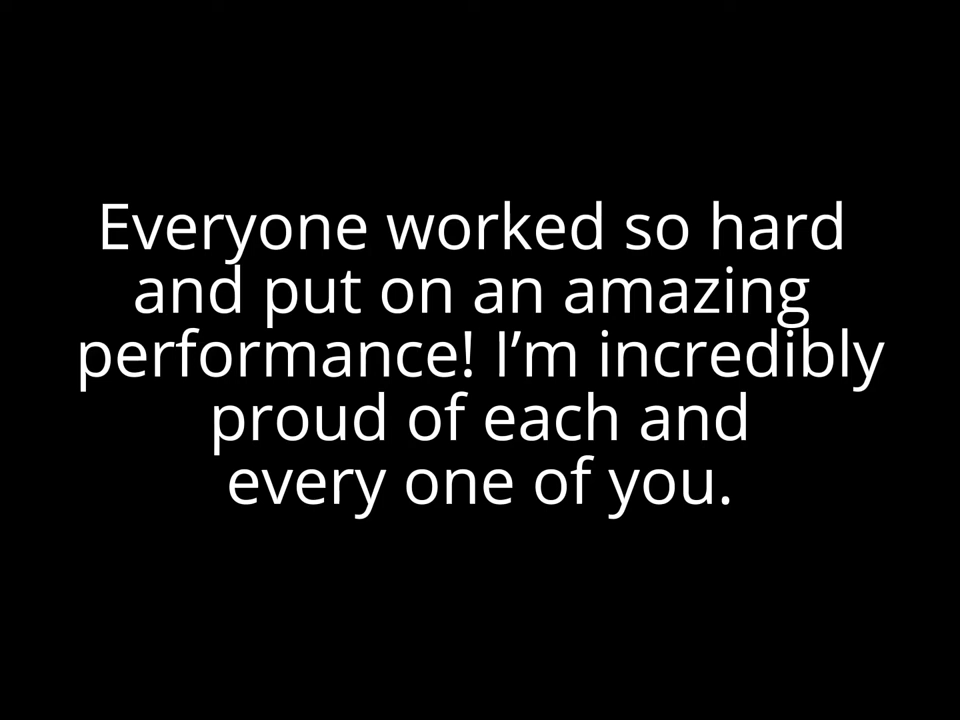 Everyone worked so hard
and put on an amazing
performance! I’m incredibly
proud of each and
every one of you.